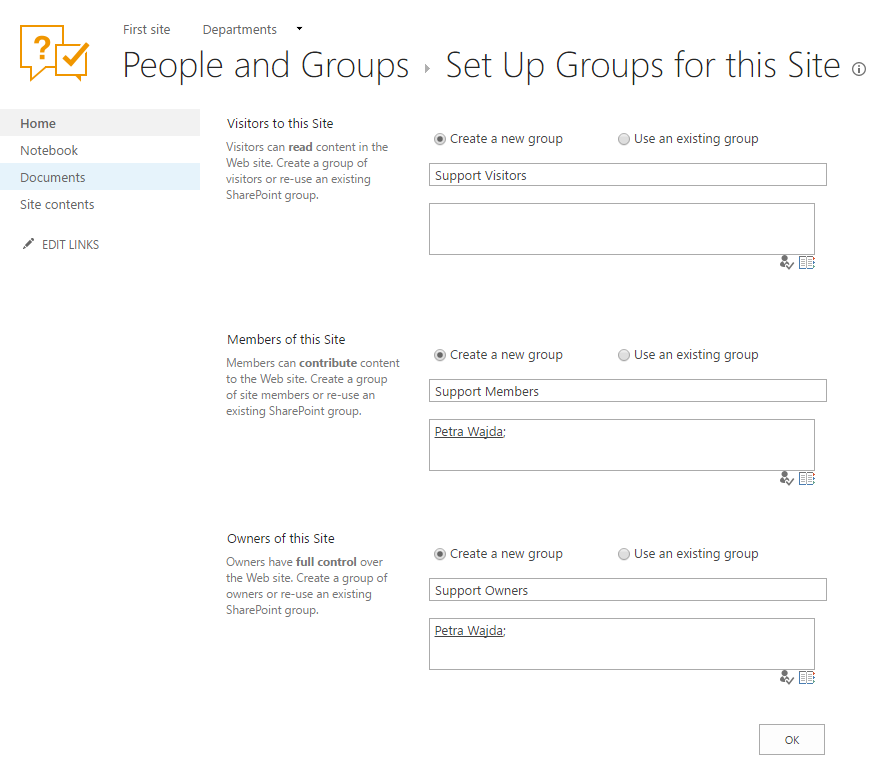 First site Departments
People and Groups ▸ Set Up Groups for this Site
Home
Notebook
Documents
Site contents
EDIT LINKS
Visitors to this Site
Visitors can read content in the
Web site. Create a group of
visitors or re-use an existing
SharePoint group.
Create a new group Use an existing group
Support Visitors
Members of this Site
Members can contribute content
to the Web site. Create a group
of site members or re-use an
existing SharePoint group.
Create a new group Use an existing group
Support Members
Petra Wajda;
Owners of this Site
Owners have full control over
the Web site. Create a group of
owners or re-use an existing
SharePoint group.
Create a new group Use an existing group
Support Owners
Petra Wajda;
OK